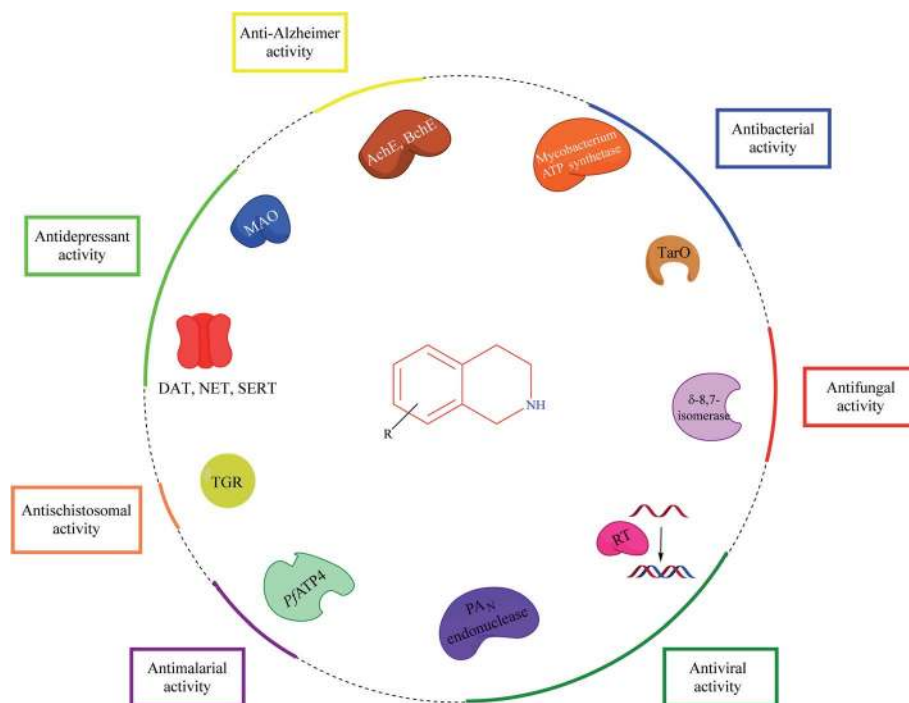 Anti-Alzheimer
activity
AchE, BchE
Mycobacterium
ATP synthetase
Antibacterial
activity
MAO
Antidepressant
activity
TarO
DAT, NET, SERT
NH
R
δ-8,7-
isomerase
Antifungal
activity
TGR
Antischistosomal
activity
RT
PfATP4
PAN
endonuclease
Antimalarial
activity
Antiviral
activity